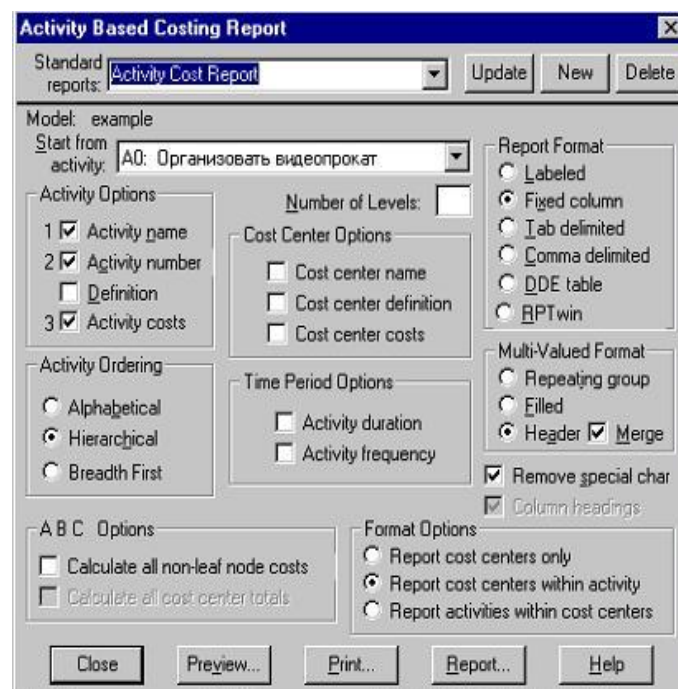 Activity Based Costing Report
Standard reports: Activity Cost Report Update New Delete
Model: example
Start from activity: A0: Организовать видеопрокат
Number of Levels:
Activity Options
1 Activity name
2 Activity number
Definition
3 Activity costs
Cost Center Options
Cost center name
Cost center definition
Cost center costs
Report Format
Labeled
Fixed column
Tab delimited
Comma delimited
DDE table
RPTwin
Activity Ordering
Alphabetical
Hierarchical
Breadth First
Time Period Options
Activity duration
Activity frequency
Multi-Valued Format
Repeating group
Filled
Header Merge
Remove special char
Column headings
A B C Options
Calculate all non-leaf node costs
Calculate all cost center totals
Format Options
Report cost centers only
Report cost centers within activity
Report activities within cost centers
Close Preview... Print... Report... Help